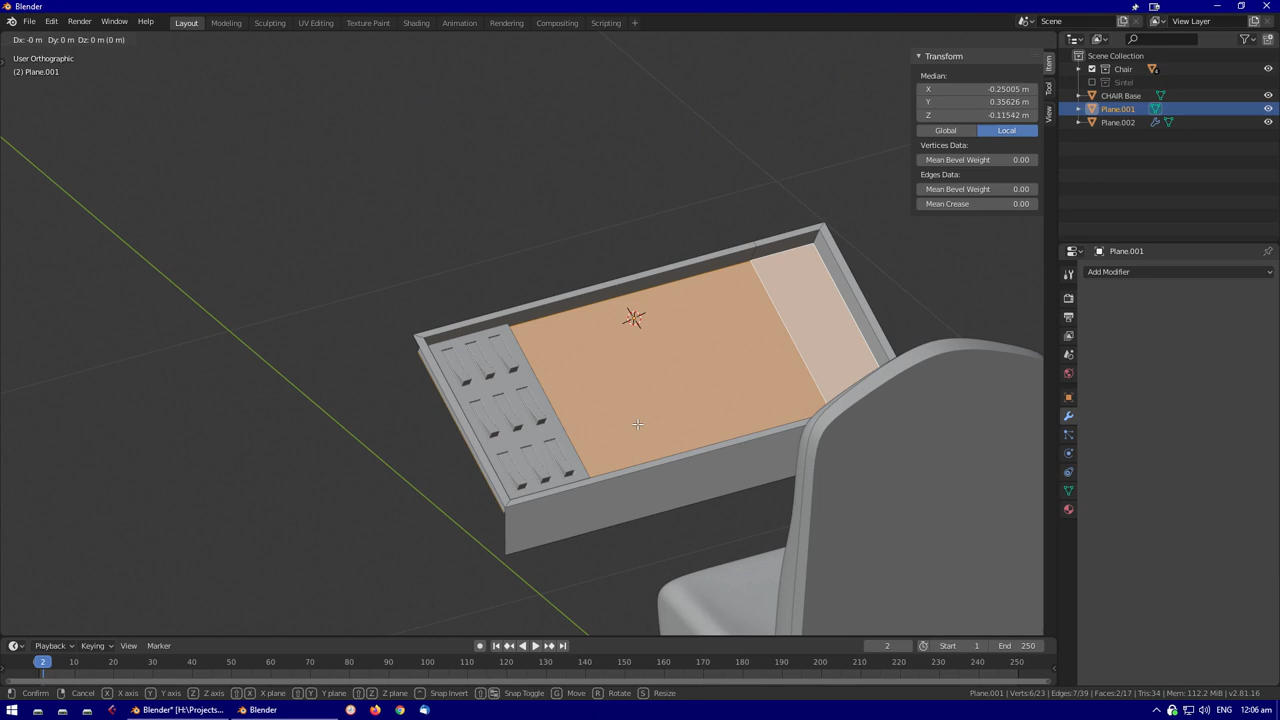 Blender
File Edit Render Window Help Layout Modeling Sculpting UV Editing Texture Paint Shading Animation Rendering Compositing Scripting + Scene View Layer
Dx: -0 m Dy: 0 m Dz: 0 m (0 m)
User Orthographic
(2) Plane.001
Transform
Median:
X -0.25005 m
Y 0.35626 m
Z -0.11542 m
Global Local
Vertices Data:
Mean Bevel Weight 0.00
Edges Data:
Mean Bevel Weight 0.00
Mean Crease 0.00
Item
Tool
View
Scene Collection
Chair
Sintel
CHAIR Base
Plane.001
Plane.002
Plane.001
Add Modifier
Playback Keying View Marker 2 Start 1 End 250
2 10 20 30 40 50 60 70 80 90 100 110 120 130 140 150 160 170 180 190 200 210 220 230 240 250
Confirm Cancel X X axis Y Y axis Z Z axis X X plane Y Y plane Z Z plane Snap Invert Snap Toggle G Move R Rotate S Resize Plane.001 | Verts:6/23 | Edges:7/39 | Faces:2/17 | Tris:34 | Mem: 112.2 MiB | v2.81.16
Blender* [H:\Projects... Blender ENG 12:06 am